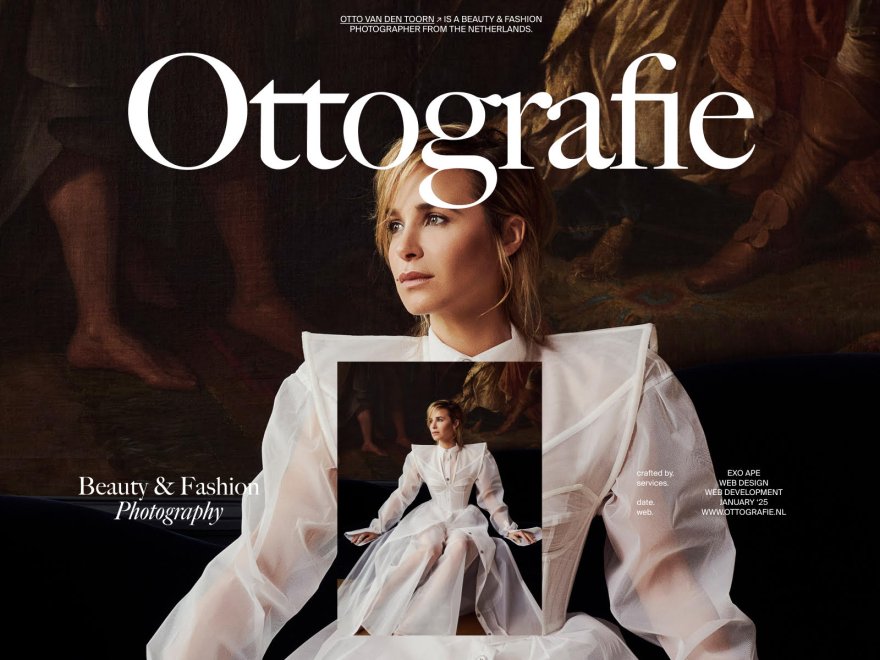 OTTO VAN DEN TOORN ↗ IS A BEAUTY & FASHION
PHOTOGRAPHER FROM THE NETHERLANDS.
Ottografie
Beauty & Fashion
Photography
crafted by. EXO APE
services. WEB DESIGN
WEB DEVELOPMENT
date. JANUARY '25
web. WWW.OTTOGRAFIE.NL